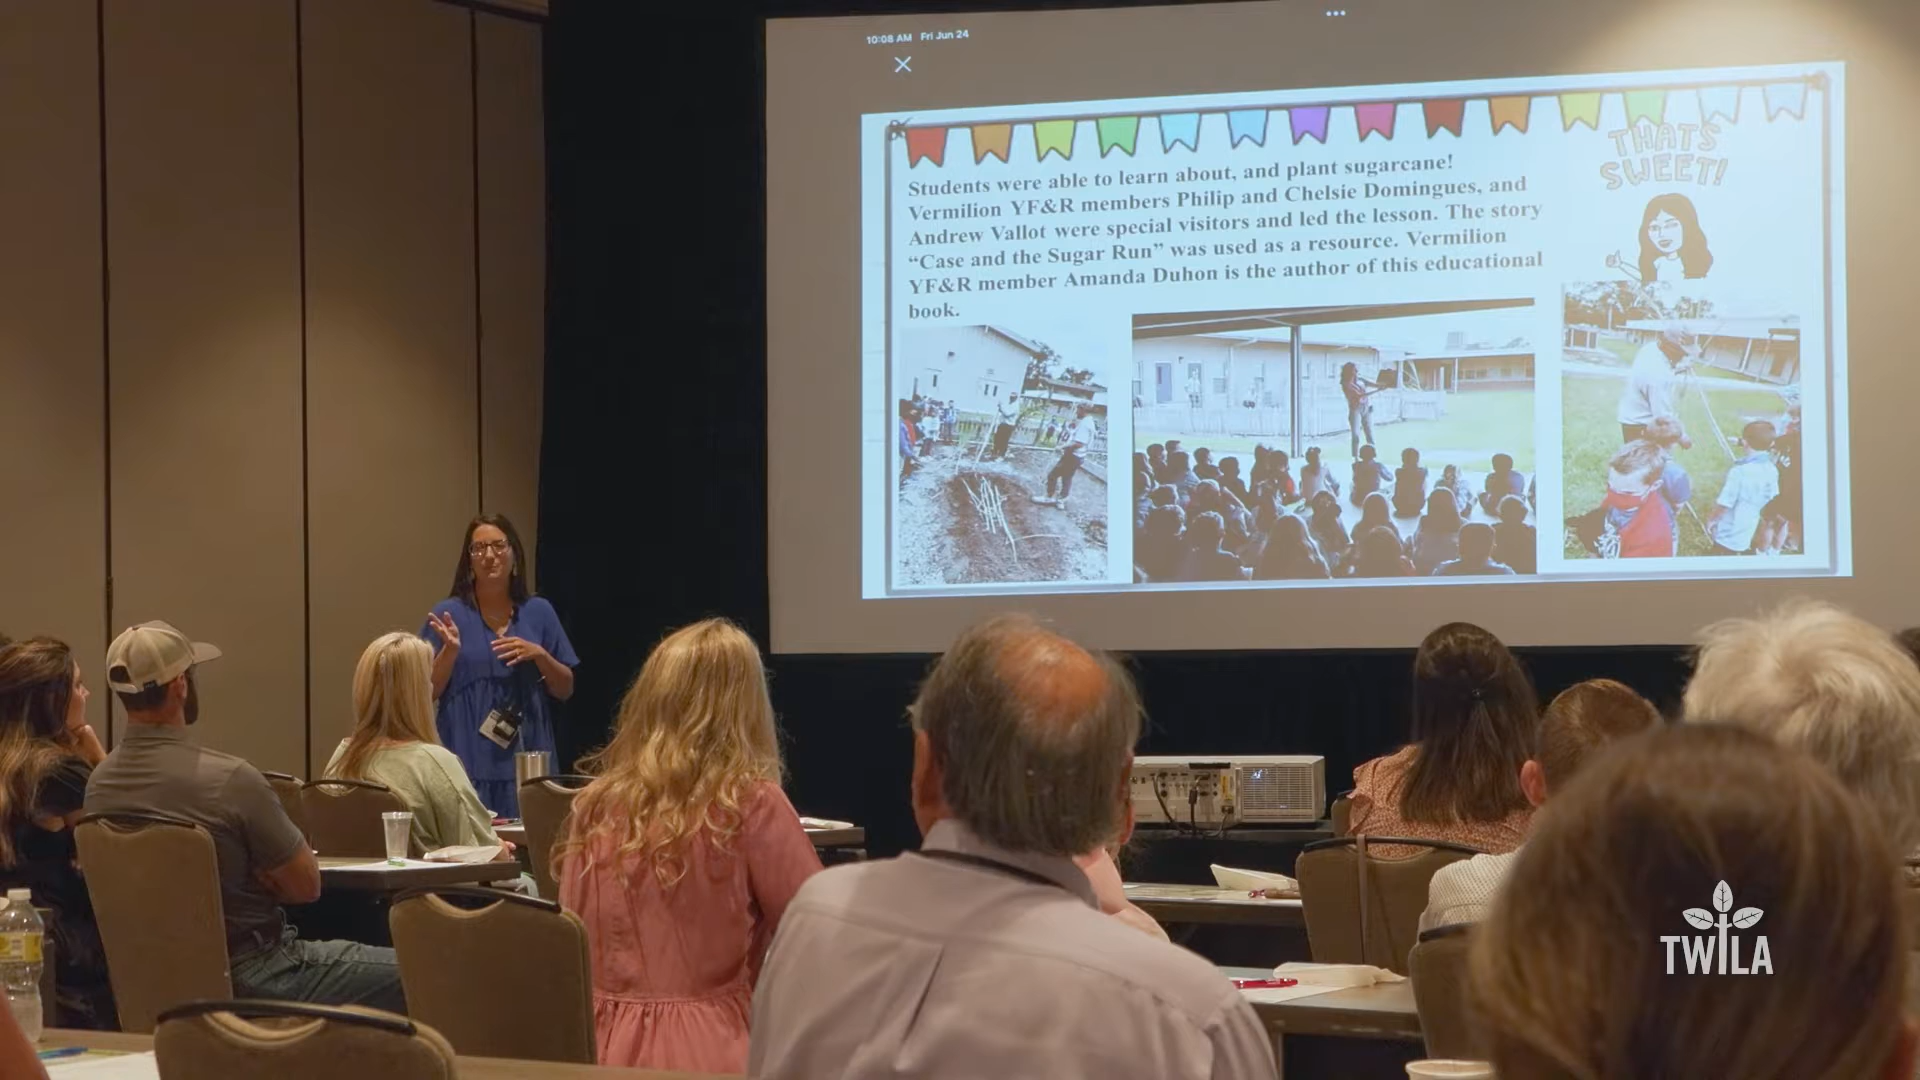 10:08 AM Fri Jun 24
Students were able to learn about, and plant sugarcane!
Vermilion YF&R members Philip and Chelsie Domingues, and
Andrew Vallot were special visitors and led the lesson. The story
“Case and the Sugar Run” was used as a resource. Vermilion
YF&R member Amanda Duhon is the author of this educational
book.
THATS
SWEET!
TWILA